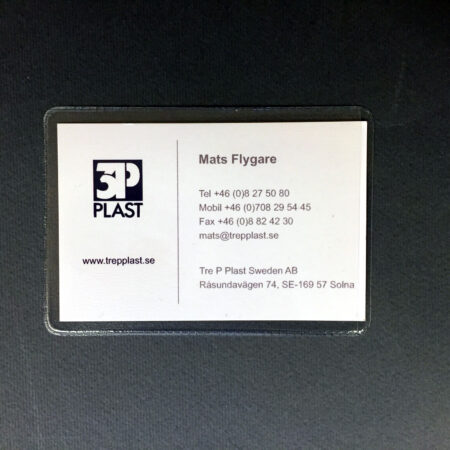 3P
PLAST
www.trepplast.se
Mats Flygare
Tel +46 (0)8 27 50 80
Mobil +46 (0)708 29 54 45
Fax +46 (0)8 82 42 30
mats@trepplast.se
Tre P Plast Sweden AB
Råsundavägen 74, SE-169 57 Solna